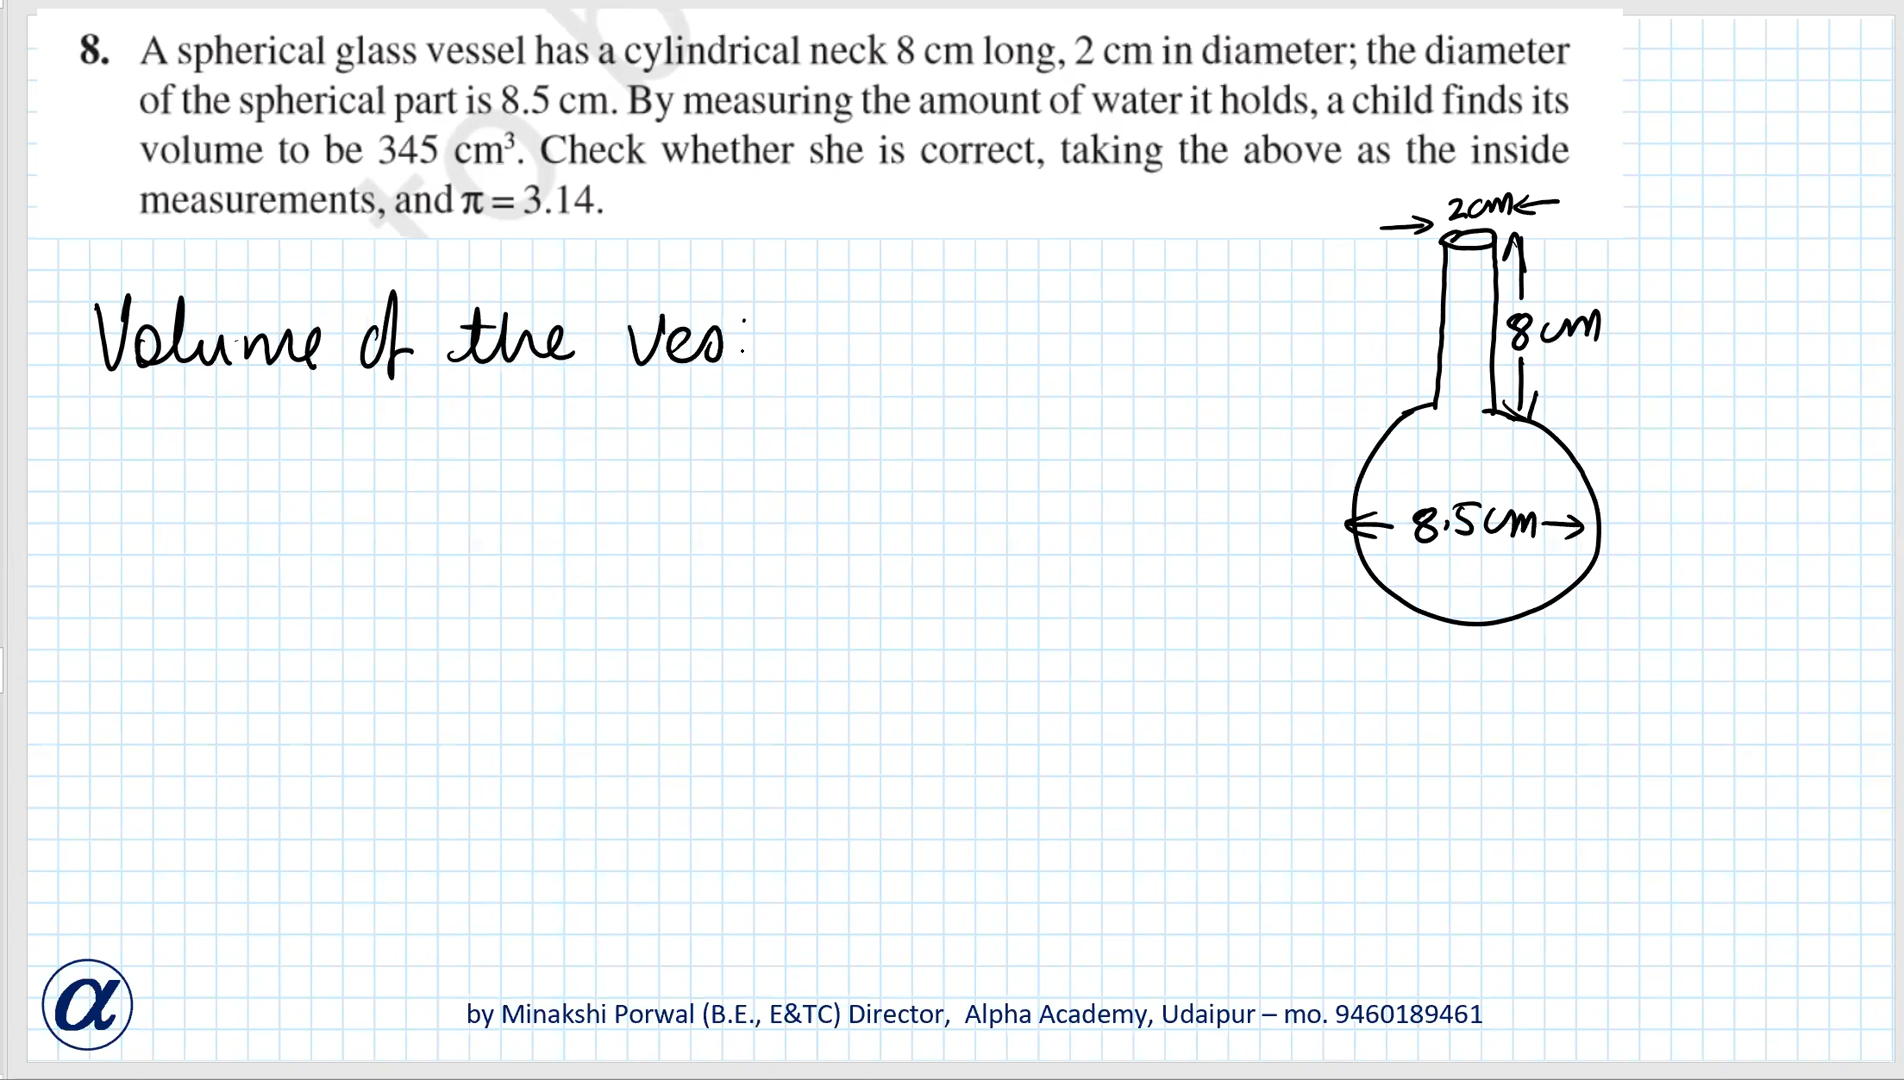 8. A spherical glass vessel has a cylindrical neck 8 cm long, 2 cm in diameter; the diameter
of the spherical part is 8.5 cm. By measuring the amount of water it holds, a child finds its
volume to be 345 cm³. Check whether she is correct, taking the above as the inside
measurements, and π = 3.14.
2cm
8cm
Volume of the ves
8.5cm
α
by Minakshi Porwal (B.E., E&TC) Director, Alpha Academy, Udaipur – mo. 9460189461